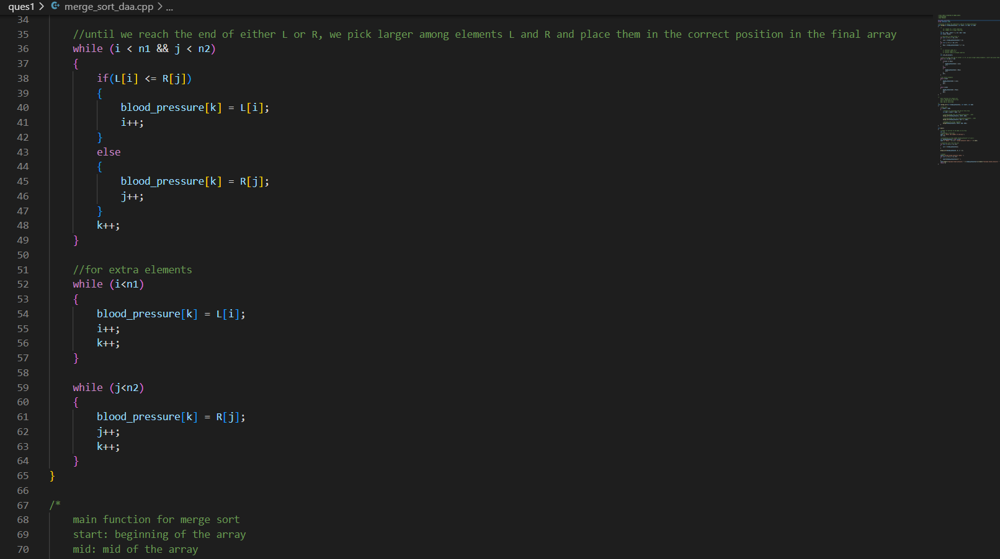 ques1 > merge_sort_daa.cpp > ...
34
35 //until we reach the end of either L or R, we pick larger among elements L and R and place them in the correct position in the final array
36 while (i < n1 && j < n2)
37 {
38 if(L[i] <= R[j])
39 {
40 blood_pressure[k] = L[i];
41 i++;
42 }
43 else
44 {
45 blood_pressure[k] = R[j];
46 j++;
47 }
48 k++;
49 }
50
51 //for extra elements
52 while (i<n1)
53 {
54 blood_pressure[k] = L[i];
55 i++;
56 k++;
57 }
58
59 while (j<n2)
60 {
61 blood_pressure[k] = R[j];
62 j++;
63 k++;
64 }
65 }
66
67 /*
68 main function for merge sort
69 start: beginning of the array
70 mid: mid of the array